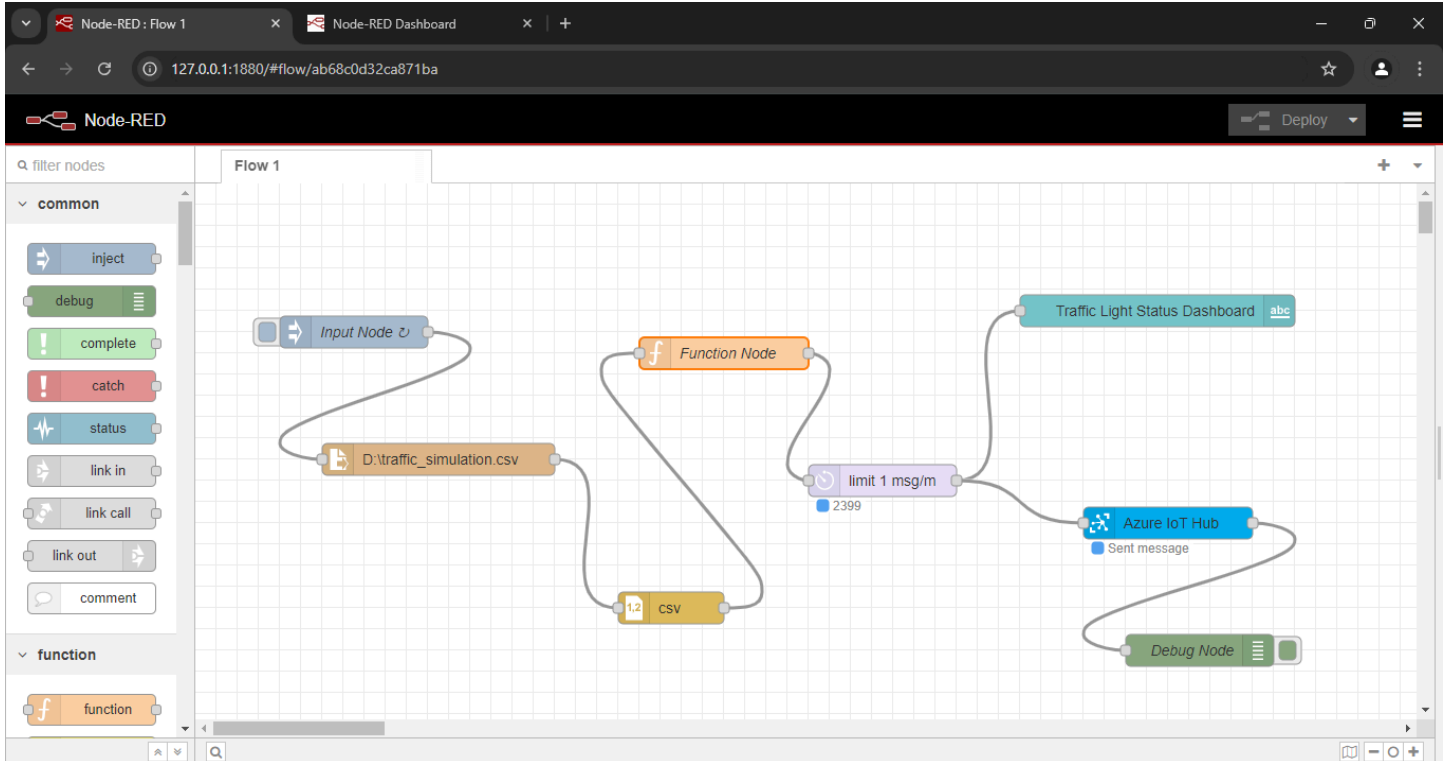 Node-RED : Flow 1
Node-RED Dashboard
127.0.0.1:1880/#flow/ab68c0d32ca871ba
Node-RED
Deploy
filter nodes
Flow 1
common
inject
debug
complete
catch
status
link in
link call
link out
comment
function
function
Input Node ↻
D:\traffic_simulation.csv
1,2 csv
f Function Node
limit 1 msg/m
2399
Traffic Light Status Dashboard abc
Azure IoT Hub
Sent message
Debug Node